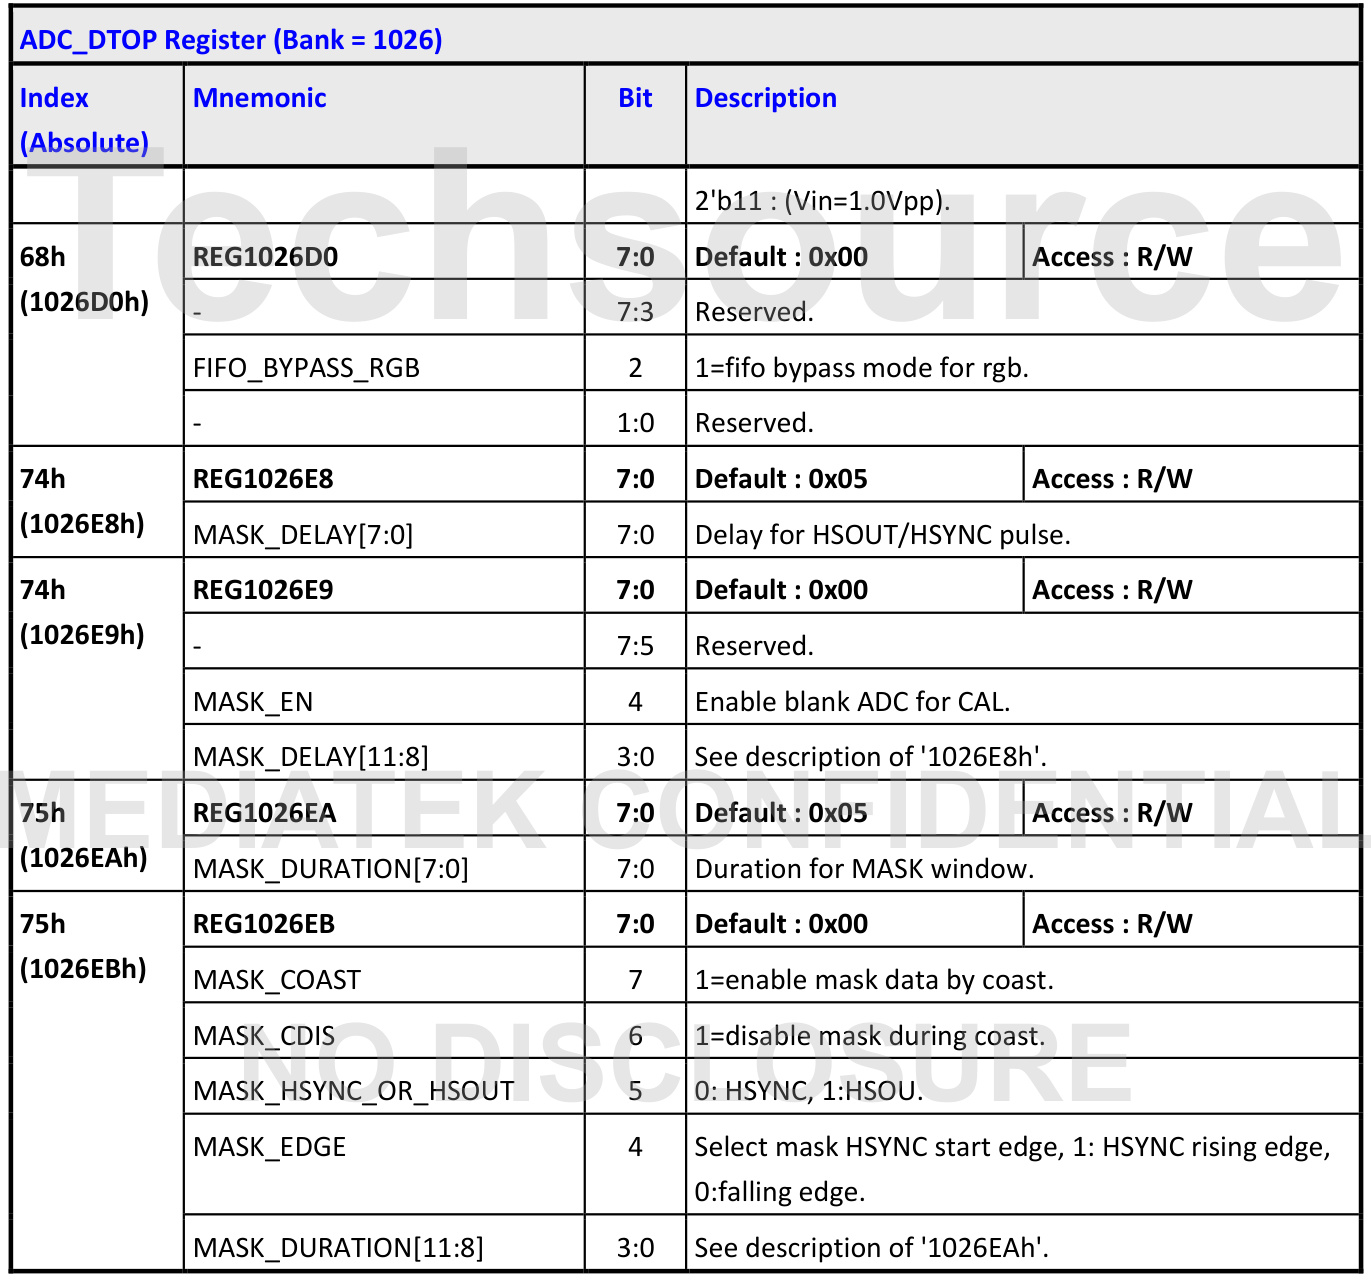 ADC_DTOP Register (Bank = 1026)
Index (Absolute) Mnemonic Bit Description
2'b11 : (Vin=1.0Vpp).
68h (1026D0h) REG1026D0 7:0 Default : 0x00 Access : R/W
- 7:3 Reserved.
FIFO_BYPASS_RGB 2 1=fifo bypass mode for rgb.
- 1:0 Reserved.
74h (1026E8h) REG1026E8 7:0 Default : 0x05 Access : R/W
MASK_DELAY[7:0] 7:0 Delay for HSOUT/HSYNC pulse.
74h (1026E9h) REG1026E9 7:0 Default : 0x00 Access : R/W
- 7:5 Reserved.
MASK_EN 4 Enable blank ADC for CAL.
MASK_DELAY[11:8] 3:0 See description of '1026E8h'.
75h (1026EAh) REG1026EA 7:0 Default : 0x05 Access : R/W
MASK_DURATION[7:0] 7:0 Duration for MASK window.
75h (1026EBh) REG1026EB 7:0 Default : 0x00 Access : R/W
MASK_COAST 7 1=enable mask data by coast.
MASK_CDIS 6 1=disable mask during coast.
MASK_HSYNC_OR_HSOUT 5 0: HSYNC, 1:HSOU.
MASK_EDGE 4 Select mask HSYNC start edge, 1: HSYNC rising edge,
0:falling edge.
MASK_DURATION[11:8] 3:0 See description of '1026EAh'.
Techsource
MEDIATEK CONFIDENTIAL
NO DISCLOSURE